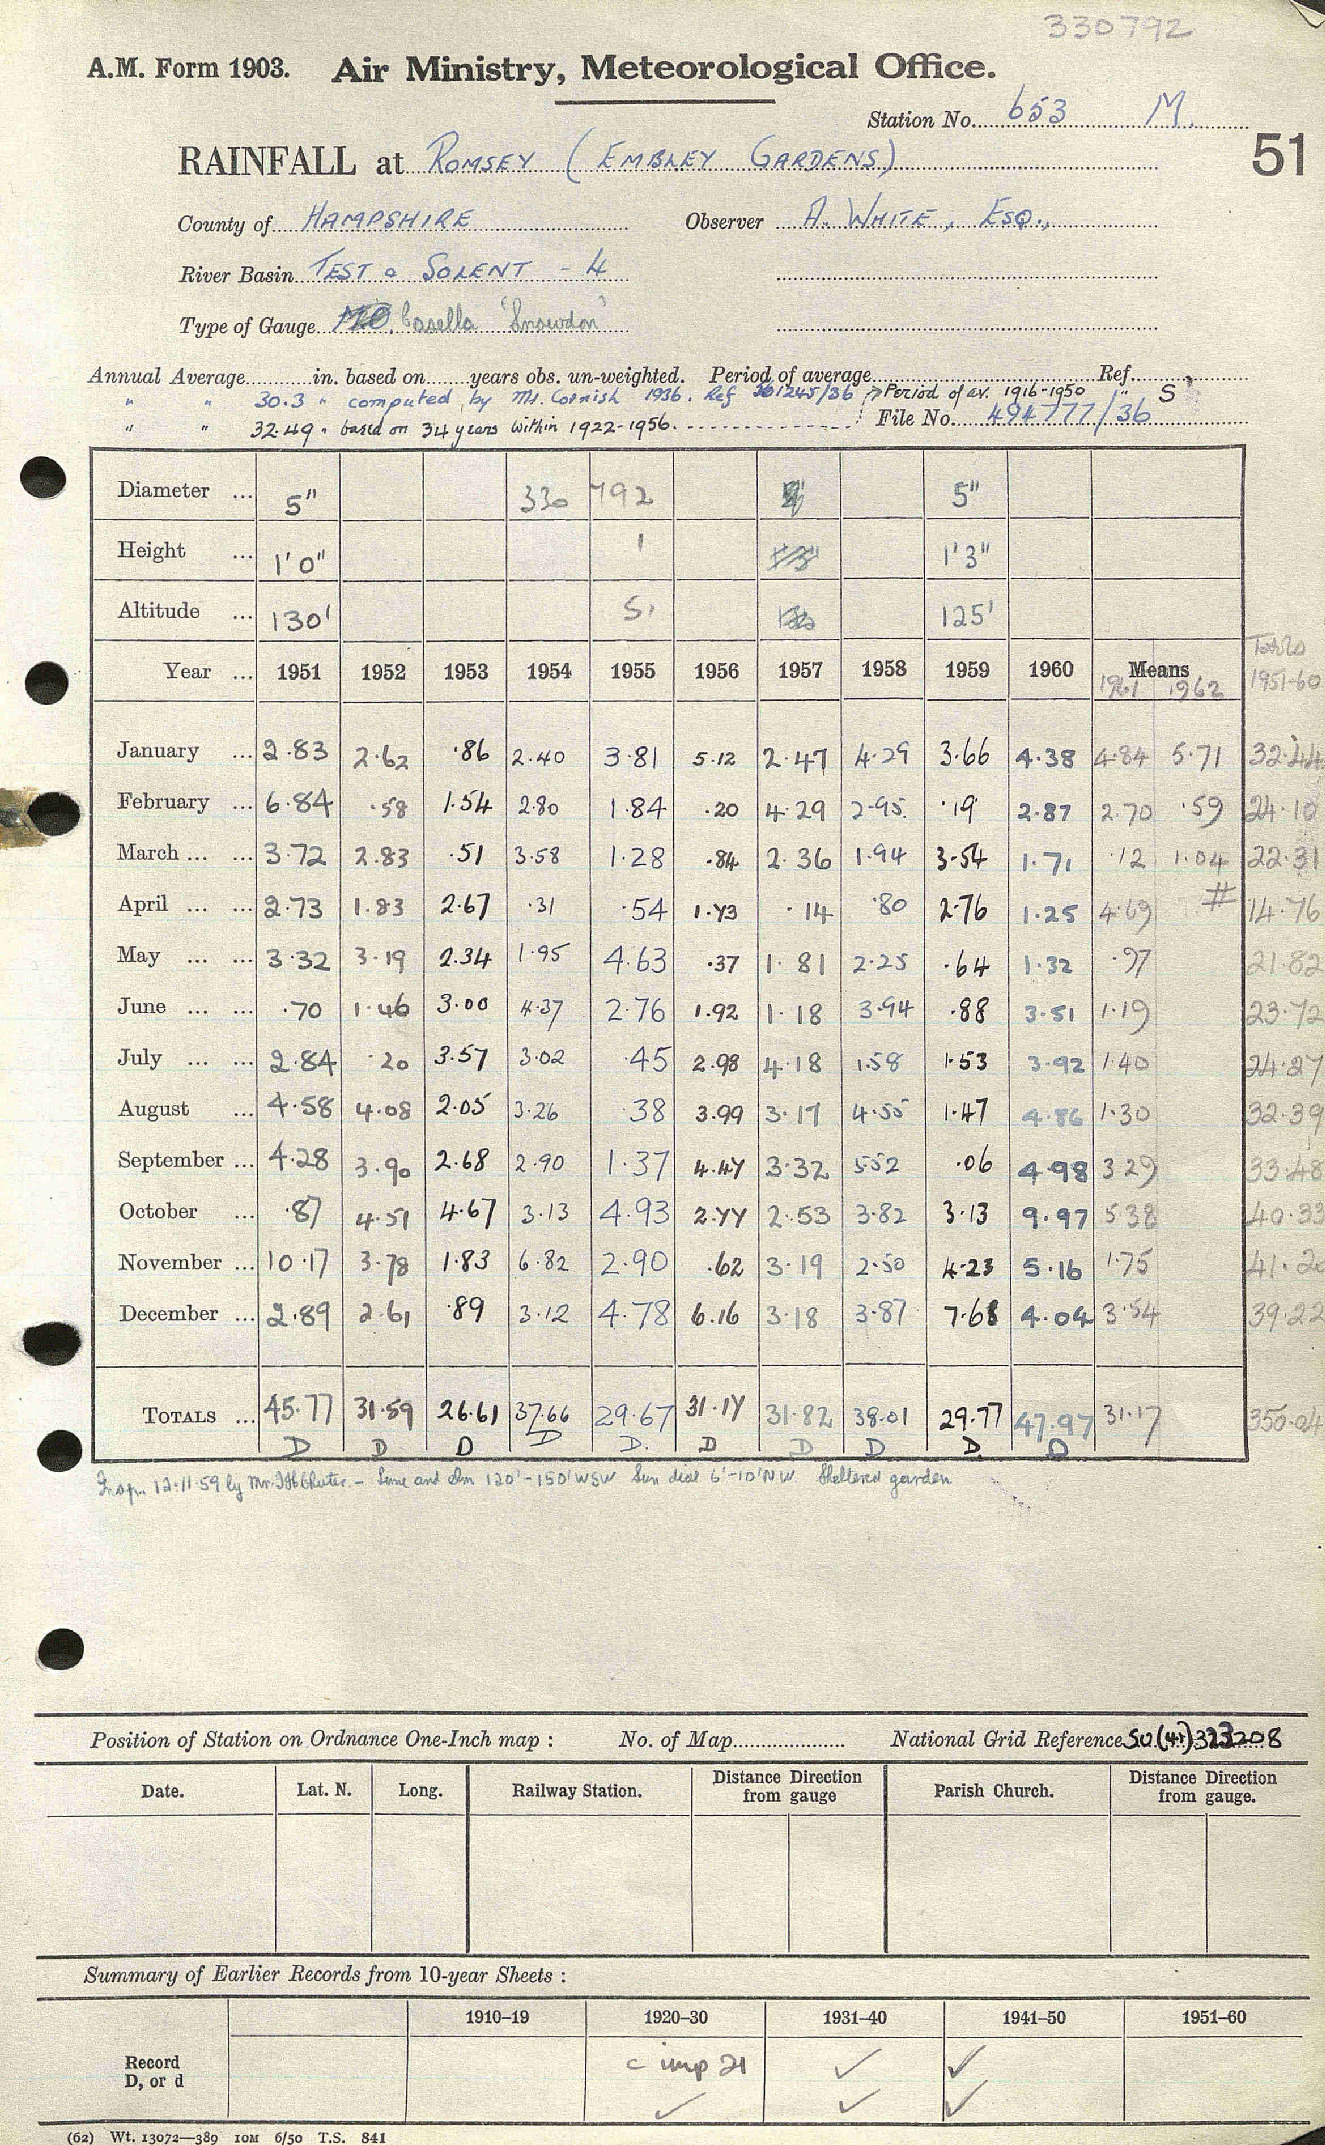 330792
A.M. Form 1903. Air Ministry, Meteorological Office.
Station No. 653 M.
51
RAINFALL at ROMSEY (EMBLEY GARDENS)
County of HAMPSHIRE Observer A. WHITE, ESQ.,
River Basin TEST & SOLENT - 4
Type of Gauge Casella 'Snowdon'
Annual Average in. based on years obs. un-weighted. Period of average Ref.
" " 30.3 " computed by Mr. Cornish 1936. Ref 361245/36 > Period of av. 1916-1950 " S
" " 32.49 " based on 34 years within 1922-1956. File No. 494777/36
Diameter ... 5" 330 792 5"
Height ... 1'0" 1 1'3"
Altitude ... 130' 5' 125'
Totals
Year ... 1951 1952 1953 1954 1955 1956 1957 1958 1959 1960 Means 1951-60
1961 1962
January ... 2.83 2.62 .86 2.40 3.81 5.12 2.47 4.29 3.66 4.38 4.84 5.71 32.44
February ... 6.84 .58 1.54 2.80 1.84 .20 4.29 2.95 .19 2.87 2.70 .59 24.10
March ... ... 3.72 2.83 .51 3.58 1.28 .84 2.36 1.94 3.54 1.71 .12 1.04 22.31
April ... ... 2.73 1.83 2.67 .31 .54 1.73 .14 .80 2.76 1.25 4.69 # 14.76
May ... ... 3.32 3.19 2.34 1.95 4.63 .37 1.81 2.25 .64 1.32 .97 21.82
June ... ... .70 1.46 3.00 4.37 2.76 1.92 1.18 3.94 .88 3.51 1.19 23.72
July ... ... 2.84 .20 3.57 3.02 .45 2.98 4.18 1.58 1.53 3.92 1.40 24.27
August ... 4.58 4.08 2.05 3.26 .38 3.99 3.17 4.55 1.47 4.86 1.30 32.39
September ... 4.28 3.90 2.68 2.90 1.37 4.47 3.32 5.52 .06 4.98 3.29 33.48
October ... .87 4.51 4.67 3.13 4.93 2.77 2.53 3.82 3.13 9.97 5.38 40.33
November ... 10.17 3.78 1.83 6.82 2.90 .62 3.19 2.50 4.23 5.16 1.75 41.20
December ... 2.89 2.61 .89 3.12 4.78 6.16 3.18 3.87 7.68 4.04 3.54 39.22
TOTALS ... 45.77 31.59 26.61 37.66 29.67 31.17 31.82 38.01 29.77 47.97 31.17 350.04
D D D D D. D D D D D
Insp. 12.11.59 by Mr. - Lime and Elm 120'-150' WSW Sun dial 6'-10' NW. Sheltered garden
Position of Station on Ordnance One-Inch map : No. of Map National Grid Reference SU(41)323208
Date. Lat. N. Long. Railway Station. Distance Direction from gauge Parish Church. Distance Direction from gauge.
Summary of Earlier Records from 10-year Sheets :
1910-19 1920-30 1931-40 1941-50 1951-60
Record c imp 21 ✓ ✓
D, or d ✓ ✓ ✓
(62) Wt. 13072—389 10M 6/50 T.S. 841